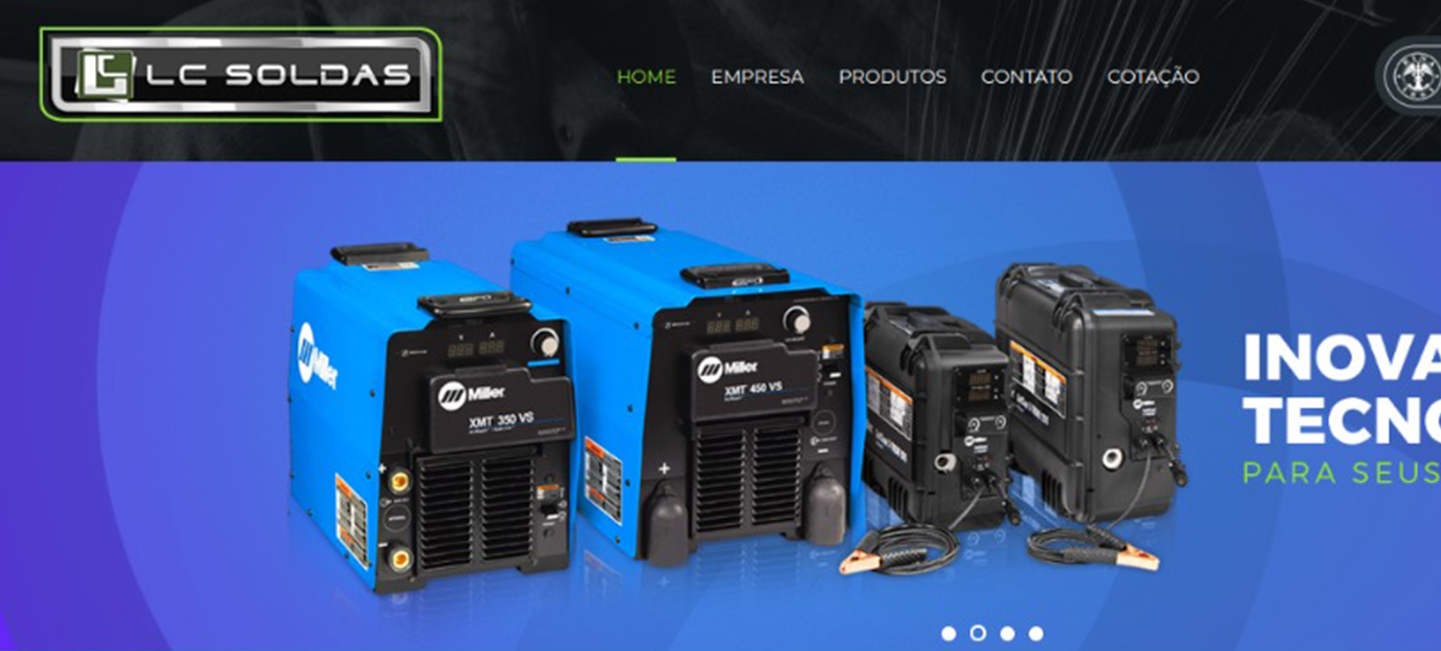 LC SOLDAS
HOME EMPRESA PRODUTOS CONTATO COTAÇÃO
Miller
Miller
XMT 350 VS
Miller
XMT 450 VS
INOVA
TECNO
PARA SEUS